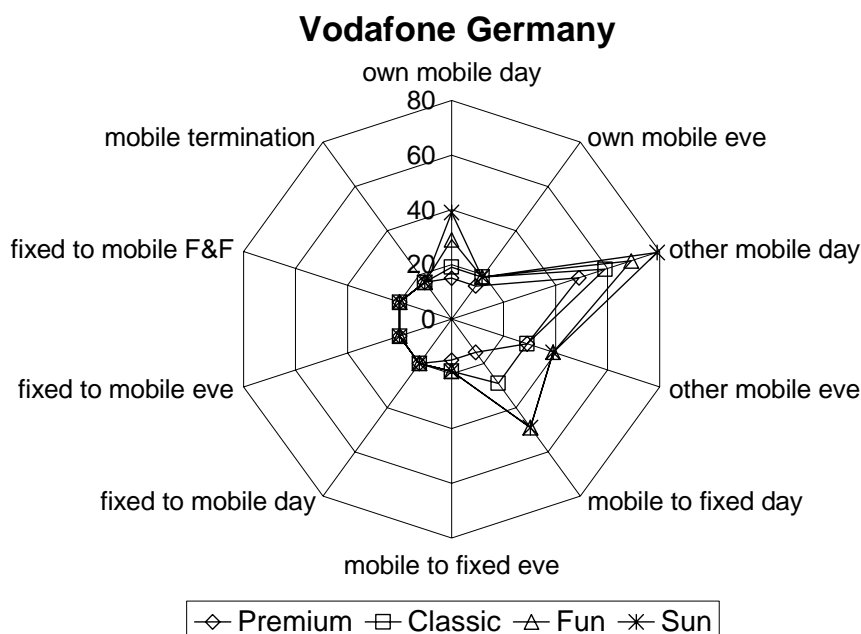 Vodafone Germany
own mobile day
80
mobile termination
own mobile eve
60
40
fixed to mobile F&F
other mobile day
20
0
fixed to mobile eve
other mobile eve
fixed to mobile day
mobile to fixed day
mobile to fixed eve
Premium Classic Fun Sun